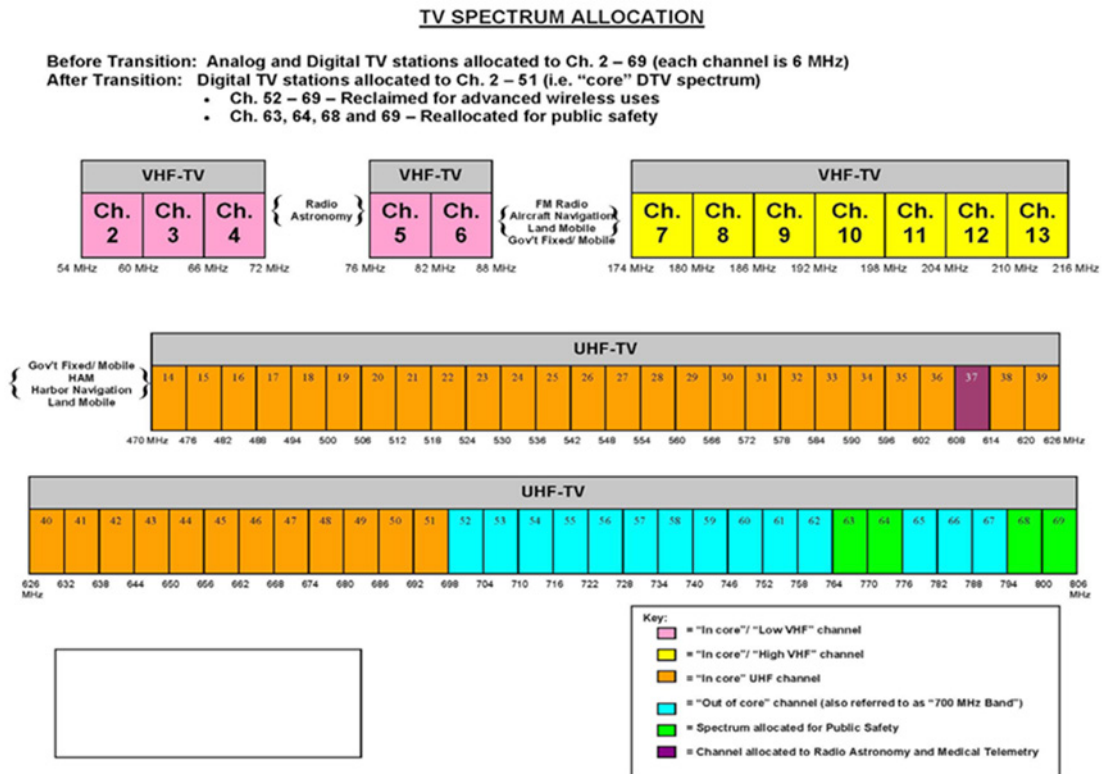 TV SPECTRUM ALLOCATION
Before Transition: Analog and Digital TV stations allocated to Ch. 2 – 69 (each channel is 6 MHz)
After Transition: Digital TV stations allocated to Ch. 2 – 51 (i.e. “core” DTV spectrum)
• Ch. 52 – 69 – Reclaimed for advanced wireless uses
• Ch. 63, 64, 68 and 69 – Reallocated for public safety
VHF-TV
Ch. 2 Ch. 3 Ch. 4
54 MHz 60 MHz 66 MHz 72 MHz
{ Radio }
{ Astronomy }
VHF-TV
Ch. 5 Ch. 6
76 MHz 82 MHz 88 MHz
FM Radio
Aircraft Navigation
Land Mobile
Gov't Fixed/ Mobile
VHF-TV
Ch. 7 Ch. 8 Ch. 9 Ch. 10 Ch. 11 Ch. 12 Ch. 13
174 MHz 180 MHz 186 MHz 192 MHz 198 MHz 204 MHz 210 MHz 216 MHz
Gov't Fixed/ Mobile
HAM
Harbor Navigation
Land Mobile
UHF-TV
14 15 16 17 18 19 20 21 22 23 24 25 26 27 28 29 30 31 32 33 34 35 36 37 38 39
470 MHz 476 482 488 494 500 506 512 518 524 530 536 542 548 554 560 566 572 578 584 590 596 602 608 614 620 626 MHz
UHF-TV
40 41 42 43 44 45 46 47 48 49 50 51 52 53 54 55 56 57 58 59 60 61 62 63 64 65 66 67 68 69
626 MHz 632 638 644 650 656 662 668 674 680 686 692 698 704 710 716 722 728 734 740 746 752 758 764 770 776 782 788 794 800 806 MHz
Key:
= “In core”/ “Low VHF” channel
= “In core”/ “High VHF” channel
= “In core” UHF channel
= “Out of core” channel (also referred to as “700 MHz Band”)
= Spectrum allocated for Public Safety
= Channel allocated to Radio Astronomy and Medical Telemetry